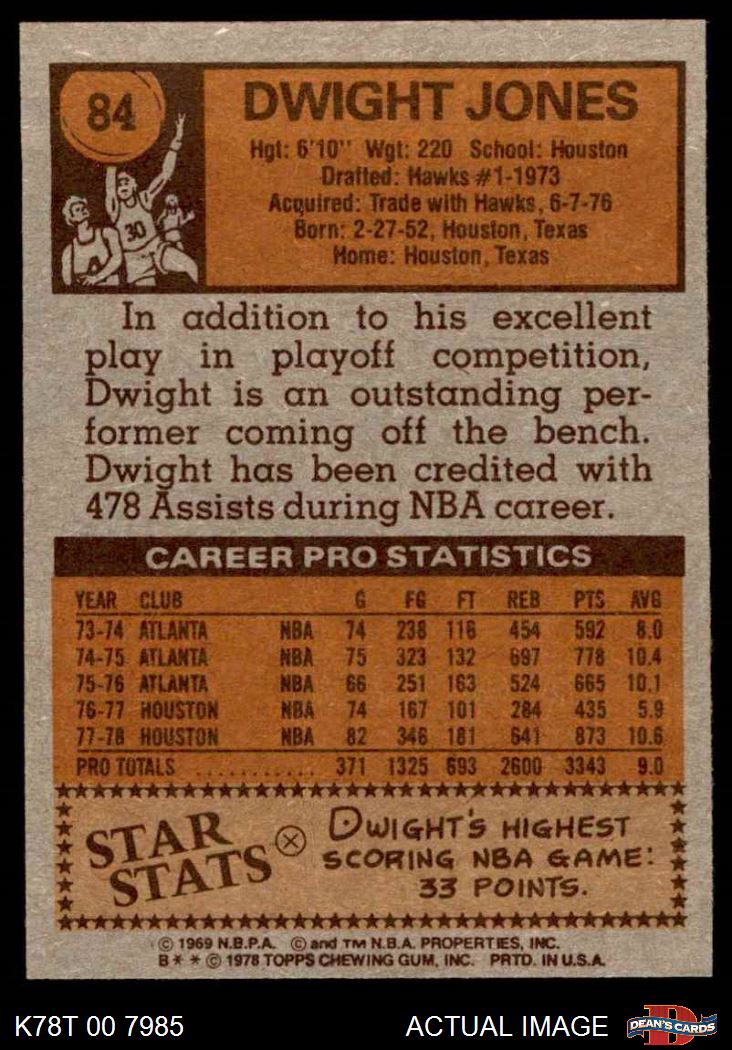 84
30
DWIGHT JONES
Hgt: 6'10" Wgt: 220 School: Houston
Drafted: Hawks #1-1973
Acquired: Trade with Hawks, 6-7-76
Born: 2-27-52, Houston, Texas
Home: Houston, Texas
In addition to his excellent
play in playoff competition,
Dwight is an outstanding per-
former coming off the bench.
Dwight has been credited with
478 Assists during NBA career.
CAREER PRO STATISTICS
YEAR CLUB G FG FT REB PTS AVG
73-74 ATLANTA NBA 74 238 116 454 592 8.0
74-75 ATLANTA NBA 75 323 132 697 778 10.4
75-76 ATLANTA NBA 66 251 163 524 665 10.1
76-77 HOUSTON NBA 74 167 101 284 435 5.9
77-78 HOUSTON NBA 82 346 181 641 873 10.6
PRO TOTALS ........... 371 1325 693 2600 3343 9.0
STAR STATS
DWIGHT'S HIGHEST
SCORING NBA GAME:
33 POINTS.
© 1969 N.B.P.A. © and TM N.B.A. PROPERTIES, INC.
B* * © 1978 TOPPS CHEWING GUM, INC. PRTD. IN U.S.A.
K78T 00 7985 ACTUAL IMAGE DEAN'S CARDS